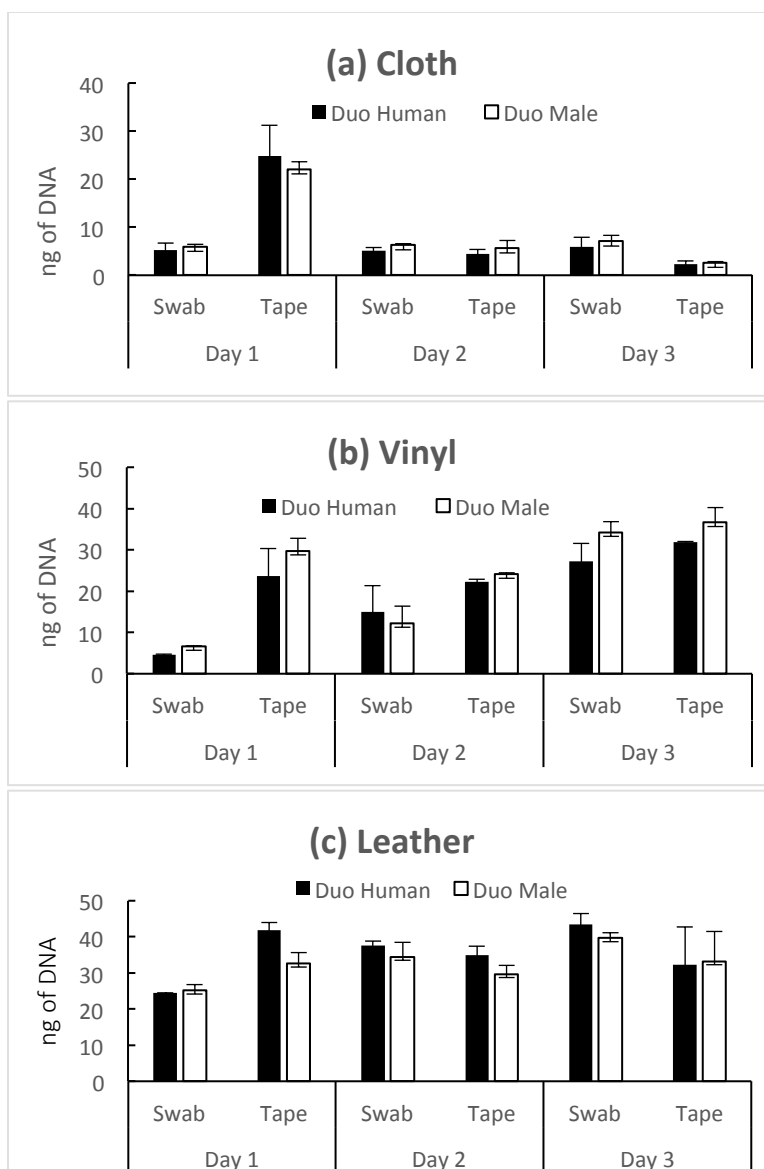 (a) Cloth
40
Duo Human Duo Male
30
20
10
0
ng of DNA
Swab Tape Swab Tape Swab Tape
Day 1 Day 2 Day 3
(b) Vinyl
50
Duo Human Duo Male
40
30
20
10
0
ng of DNA
Swab Tape Swab Tape Swab Tape
Day 1 Day 2 Day 3
(c) Leather
Duo Human Duo Male
50
40
30
20
10
0
ng of DNA
Swab Tape Swab Tape Swab Tape
Day 1 Day 2 Day 3